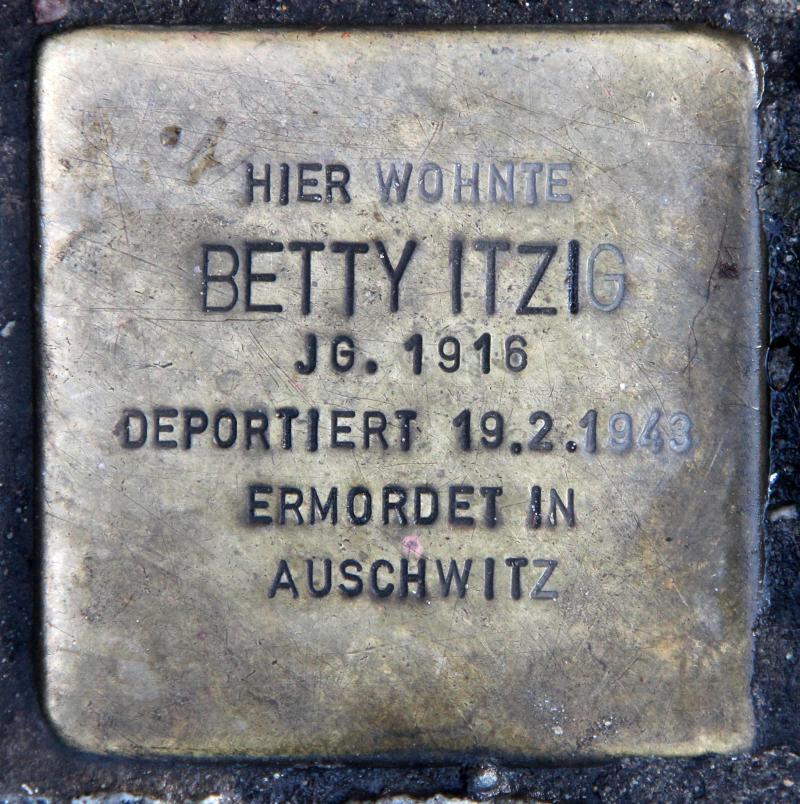 HIER WOHNTE
BETTY ITZIG
JG. 1916
DEPORTIERT 19.2.1943
ERMORDET IN
AUSCHWITZ